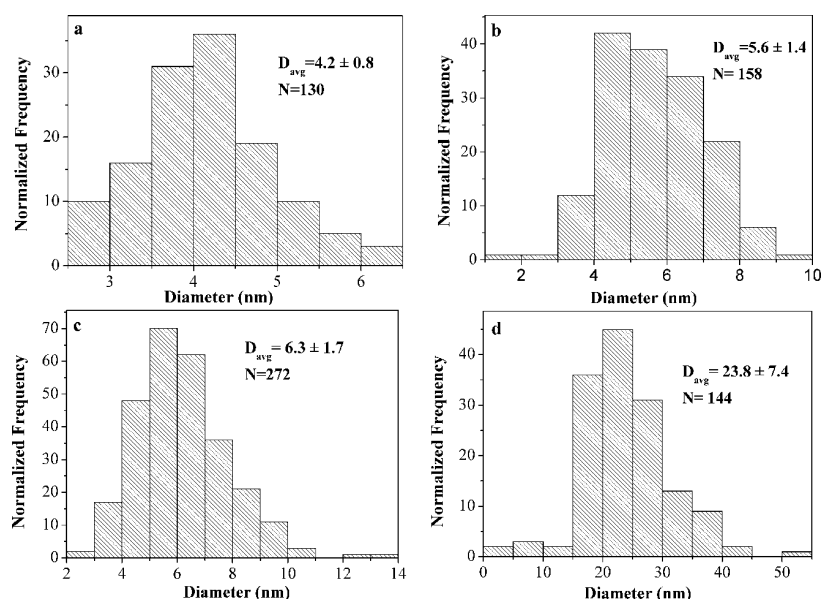 a
D_avg=4.2 ± 0.8
N=130
Normalized Frequency
30
20
10
0
3 4 5 6
Diameter (nm)
b
D_avg=5.6 ± 1.4
N= 158
Normalized Frequency
40
30
20
10
0
2 4 6 8 10
Diameter (nm)
c
D_avg= 6.3 ± 1.7
N=272
Normalized Frequency
70
60
50
40
30
20
10
0
2 4 6 8 10 12 14
Diameter (nm)
d
D_avg= 23.8 ± 7.4
N= 144
Normalized Frequency
40
30
20
10
0
0 10 20 30 40 50
Diameter (nm)